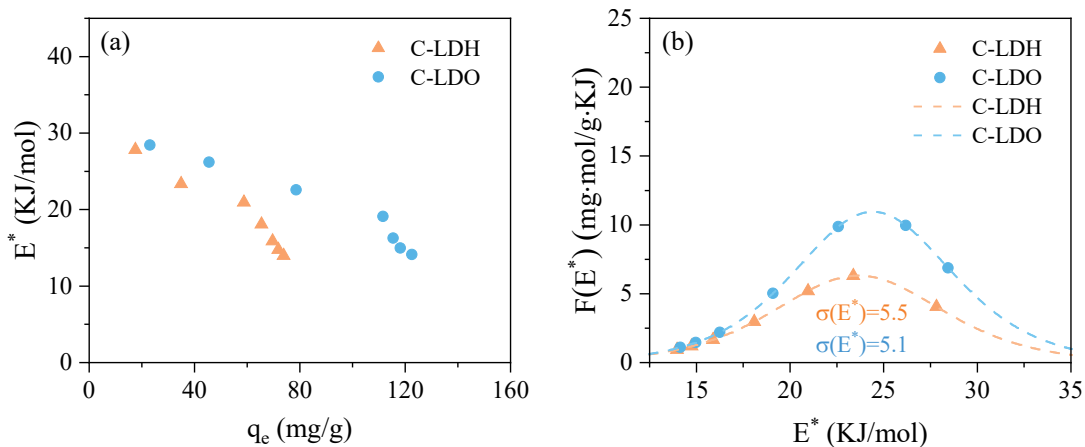 (a)
C-LDH
C-LDO
E* (KJ/mol)
40
30
20
10
0
0 40 80 120 160
qₑ (mg/g)
(b)
C-LDH
C-LDO
C-LDH
C-LDO
F(E*) (mg·mol/g·KJ)
25
20
15
10
5
0
σ(E*)=5.5
σ(E*)=5.1
15 20 25 30 35
E* (KJ/mol)